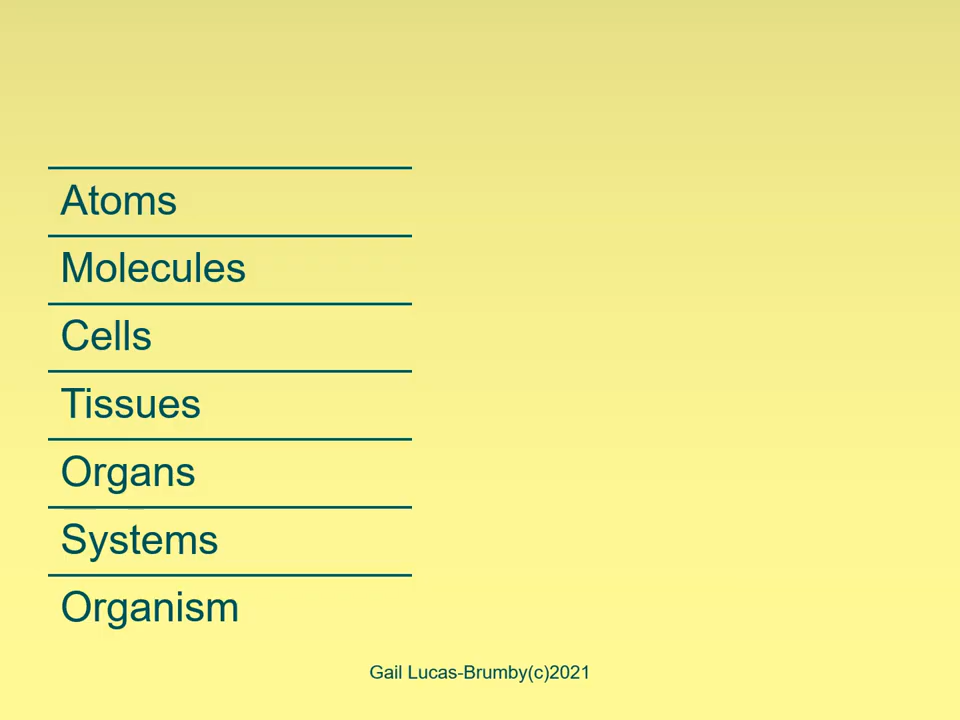 Atoms
Molecules
Cells
Tissues
Organs
Systems
Organism
Gail Lucas-Brumby(c)2021